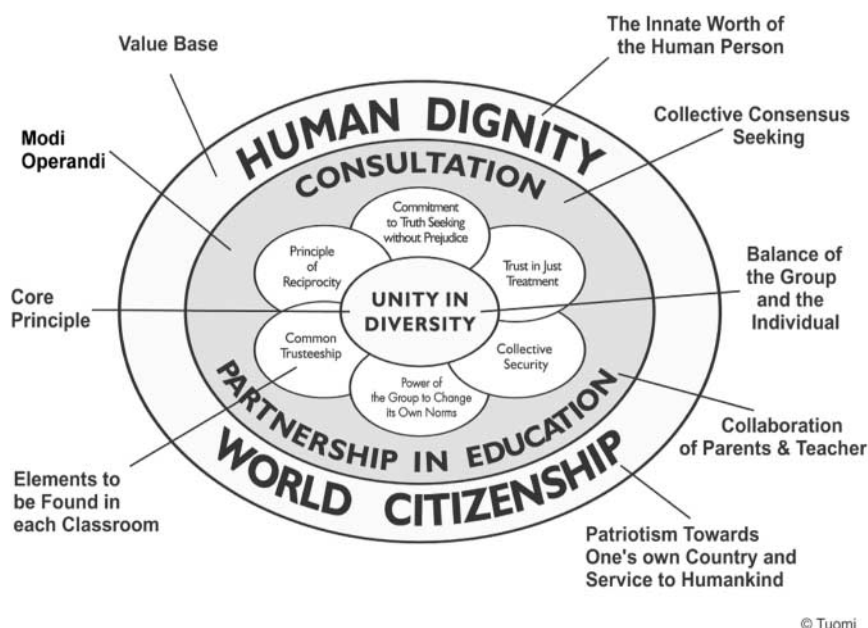 The Innate Worth of
the Human Person
Value Base
Collective Consensus
Seeking
Modi
Operandi
HUMAN DIGNITY
CONSULTATION
Commitment
to Truth Seeking
without Prejudice
Principle
of
Reciprocity
Trust in Just
Treatment
Balance of
the Group
and the
Individual
Core
Principle
UNITY IN
DIVERSITY
Common
Trusteeship
Collective
Security
Power of
the Group to Change
its Own Norms
PARTNERSHIP IN EDUCATION
WORLD CITIZENSHIP
Collaboration
of Parents & Teacher
Elements to
be Found in
each Classroom
Patriotism Towards
One's own Country and
Service to Humankind
© Tuomi